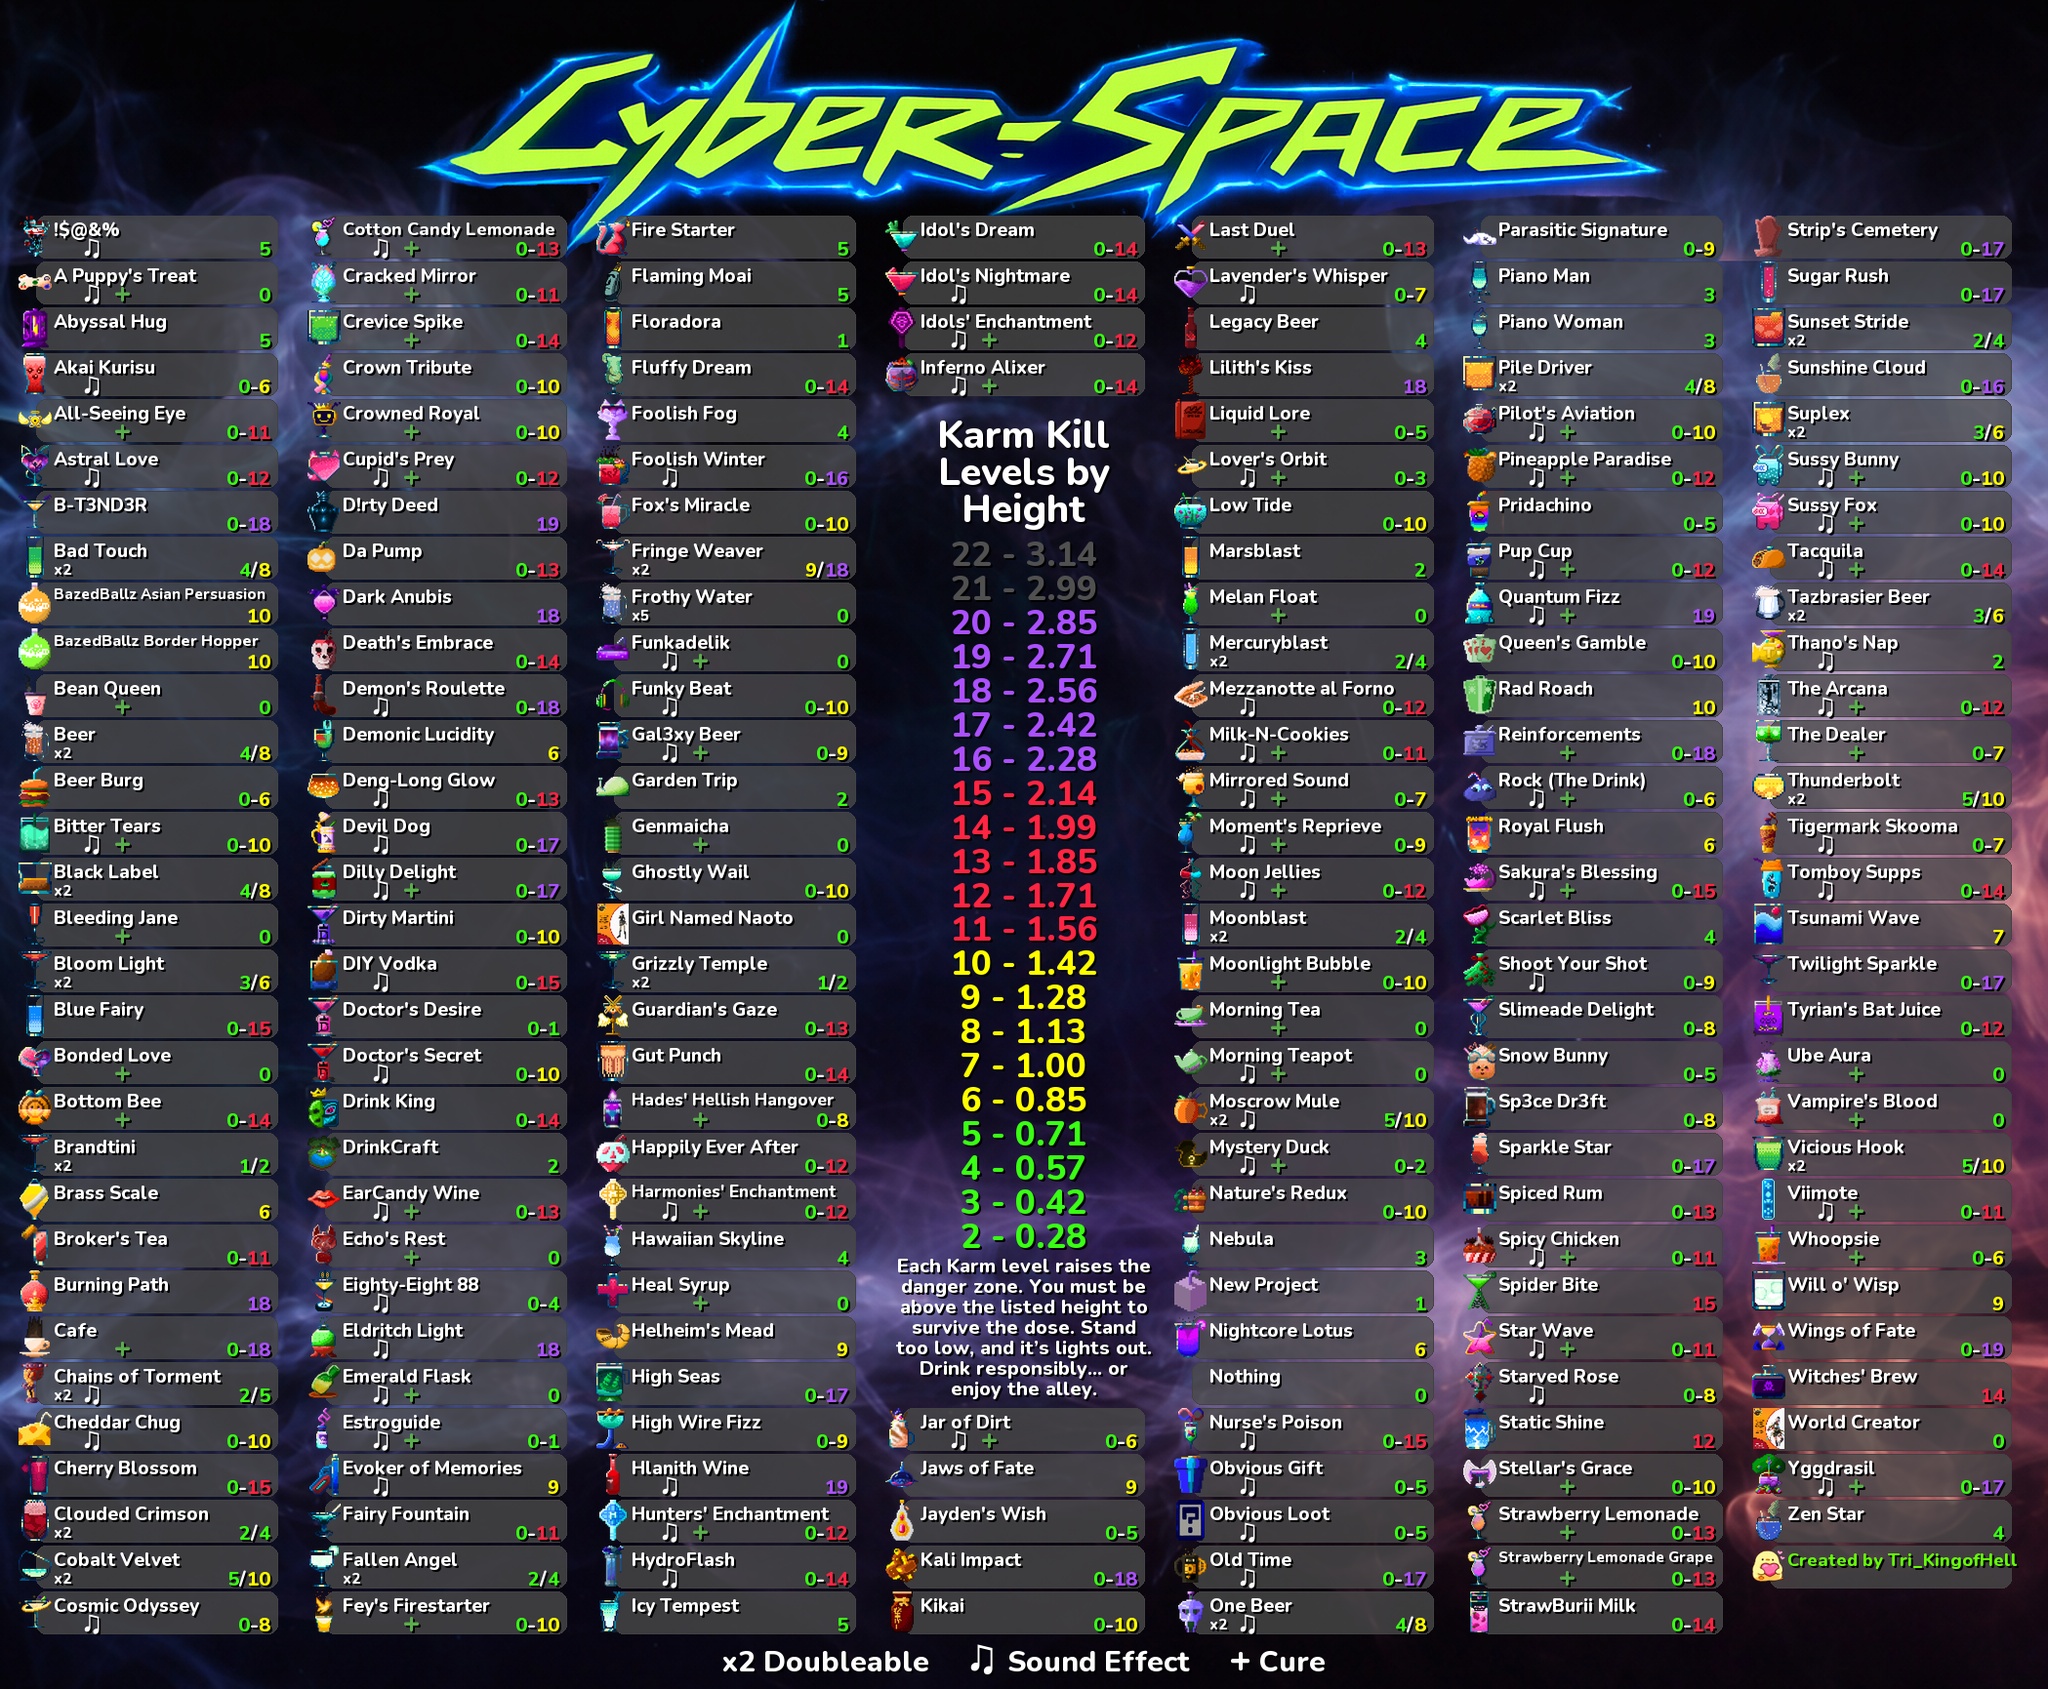 Cyber-Space
!$@&%
♫
5
A Puppy's Treat
♫ +
0
Abyssal Hug
5
Akai Kurisu
♫
0-6
All-Seeing Eye
+
0-11
Astral Love
♫
0-12
B-T3ND3R
0-18
Bad Touch
x2
4/8
BazedBallz Asian Persuasion
10
BazedBallz Border Hopper
10
Bean Queen
+
0
Beer
x2
4/8
Beer Burg
0-6
Bitter Tears
♫ +
0-10
Black Label
x2
4/8
Bleeding Jane
+
0
Bloom Light
x2
3/6
Blue Fairy
0-15
Bonded Love
+
0
Bottom Bee
+
0-14
Brandtini
x2
1/2
Brass Scale
6
Broker's Tea
0-11
Burning Path
18
Cafe
+
0-18
Chains of Torment
x2 ♫
2/5
Cheddar Chug
♫
0-10
Cherry Blossom
0-15
Clouded Crimson
x2
2/4
Cobalt Velvet
x2
5/10
Cosmic Odyssey
♫
0-8
Cotton Candy Lemonade
♫ +
0-13
Cracked Mirror
+
0-11
Crevice Spike
+
0-14
Crown Tribute
0-10
Crowned Royal
+
0-10
Cupid's Prey
♫ +
0-12
D!rty Deed
19
Da Pump
0-13
Dark Anubis
18
Death's Embrace
0-14
Demon's Roulette
♫
0-18
Demonic Lucidity
6
Deng-Long Glow
♫
0-13
Devil Dog
♫
0-17
Dilly Delight
♫ +
0-17
Dirty Martini
0-10
DIY Vodka
♫
0-15
Doctor's Desire
0-1
Doctor's Secret
♫
0-10
Drink King
0-14
DrinkCraft
2
EarCandy Wine
♫ +
0-13
Echo's Rest
+
0
Eighty-Eight 88
♫
0-4
Eldritch Light
♫
18
Emerald Flask
♫ +
0
Estroguide
♫ +
0-1
Evoker of Memories
♫
9
Fairy Fountain
0-11
Fallen Angel
x2
2/4
Fey's Firestarter
+
0-10
Fire Starter
5
Flaming Moai
5
Floradora
1
Fluffy Dream
0-14
Foolish Fog
4
Foolish Winter
♫
0-16
Fox's Miracle
0-10
Fringe Weaver
x2
9/18
Frothy Water
x5
0
Funkadelik
♫ +
0
Funky Beat
♫
0-10
Gal3xy Beer
♫ +
0-9
Garden Trip
2
Genmaicha
+
0
Ghostly Wail
0-10
Girl Named Naoto
0
Grizzly Temple
x2
1/2
Guardian's Gaze
0-13
Gut Punch
0-14
Hades' Hellish Hangover
+
0-8
Happily Ever After
0-12
Harmonies' Enchantment
♫ +
0-12
Hawaiian Skyline
4
Heal Syrup
+
0
Helheim's Mead
9
High Seas
0-17
High Wire Fizz
0-9
Hlanith Wine
19
Hunters' Enchantment
♫ +
0-12
HydroFlash
♫
0-14
Icy Tempest
5
Idol's Dream
0-14
Idol's Nightmare
♫
0-14
Idols' Enchantment
♫ +
0-12
Inferno Alixer
♫ +
0-14
Karm Kill
Levels by
Height
22 - 3.14
21 - 2.99
20 - 2.85
19 - 2.71
18 - 2.56
17 - 2.42
16 - 2.28
15 - 2.14
14 - 1.99
13 - 1.85
12 - 1.71
11 - 1.56
10 - 1.42
9 - 1.28
8 - 1.13
7 - 1.00
6 - 0.85
5 - 0.71
4 - 0.57
3 - 0.42
2 - 0.28
Each Karm level raises the
danger zone. You must be
above the listed height to
survive the dose. Stand
too low, and it's lights out.
Drink responsibly... or
enjoy the alley.
Jar of Dirt
♫ +
0-6
Jaws of Fate
9
Jayden's Wish
0-5
Kali Impact
0-18
Kikai
0-10
Last Duel
+
0-13
Lavender's Whisper
♫
0-7
Legacy Beer
4
Lilith's Kiss
18
Liquid Lore
+
0-5
Lover's Orbit
♫ +
0-3
Low Tide
0-10
Marsblast
2
Melan Float
+
0
Mercuryblast
x2
2/4
Mezzanotte al Forno
♫
0-12
Milk-N-Cookies
♫ +
0-11
Mirrored Sound
♫ +
0-7
Moment's Reprieve
♫ +
0-9
Moon Jellies
♫ +
0-12
Moonblast
x2
2/4
Moonlight Bubble
+
0-10
Morning Tea
+
0
Morning Teapot
♫ +
0
Moscrow Mule
x2 ♫
5/10
Mystery Duck
♫ +
0-2
Nature's Redux
0-10
Nebula
3
New Project
1
Nightcore Lotus
6
Nothing
0
Nurse's Poison
♫
0-15
Obvious Gift
♫
0-5
Obvious Loot
♫
0-5
Old Time
♫
0-17
One Beer
x2 ♫
4/8
Parasitic Signature
0-9
Piano Man
3
Piano Woman
3
Pile Driver
x2
4/8
Pilot's Aviation
♫ +
0-10
Pineapple Paradise
♫ +
0-12
Pridachino
0-5
Pup Cup
♫ +
0-12
Quantum Fizz
♫ +
19
Queen's Gamble
0-10
Rad Roach
10
Reinforcements
+
0-18
Rock (The Drink)
♫ +
0-6
Royal Flush
6
Sakura's Blessing
♫ +
0-15
Scarlet Bliss
4
Shoot Your Shot
♫
0-9
Slimeade Delight
0-8
Snow Bunny
0-5
Sp3ce Dr3ft
0-8
Sparkle Star
0-17
Spiced Rum
0-13
Spicy Chicken
♫ +
0-11
Spider Bite
15
Star Wave
♫ +
0-11
Starved Rose
♫
0-8
Static Shine
12
Stellar's Grace
+
0-10
Strawberry Lemonade
+
0-13
Strawberry Lemonade Grape
+
0-13
StrawBurii Milk
0-14
Strip's Cemetery
0-17
Sugar Rush
0-17
Sunset Stride
x2
2/4
Sunshine Cloud
0-16
Suplex
x2
3/6
Sussy Bunny
♫ +
0-10
Sussy Fox
♫ +
0-10
Tacquila
♫
0-14
Tazbrasier Beer
x2
3/6
Thano's Nap
♫
2
The Arcana
♫ +
0-12
The Dealer
+
0-7
Thunderbolt
x2
5/10
Tigermark Skooma
♫
0-7
Tomboy Supps
♫
0-14
Tsunami Wave
7
Twilight Sparkle
0-17
Tyrian's Bat Juice
0-12
Ube Aura
+
0
Vampire's Blood
+
0
Vicious Hook
x2
5/10
Viimote
♫ +
0-11
Whoopsie
+
0-6
Will o' Wisp
9
Wings of Fate
0-19
Witches' Brew
14
World Creator
0
Yggdrasil
♫ +
0-17
Zen Star
4
Created by Tri_KingofHell
x2 Doubleable ♫ Sound Effect + Cure